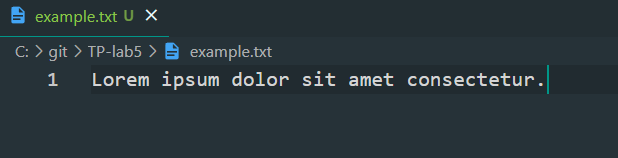 example.txt U ×
C: > git > TP-lab5 > example.txt
1 Lorem ipsum dolor sit amet consectetur.